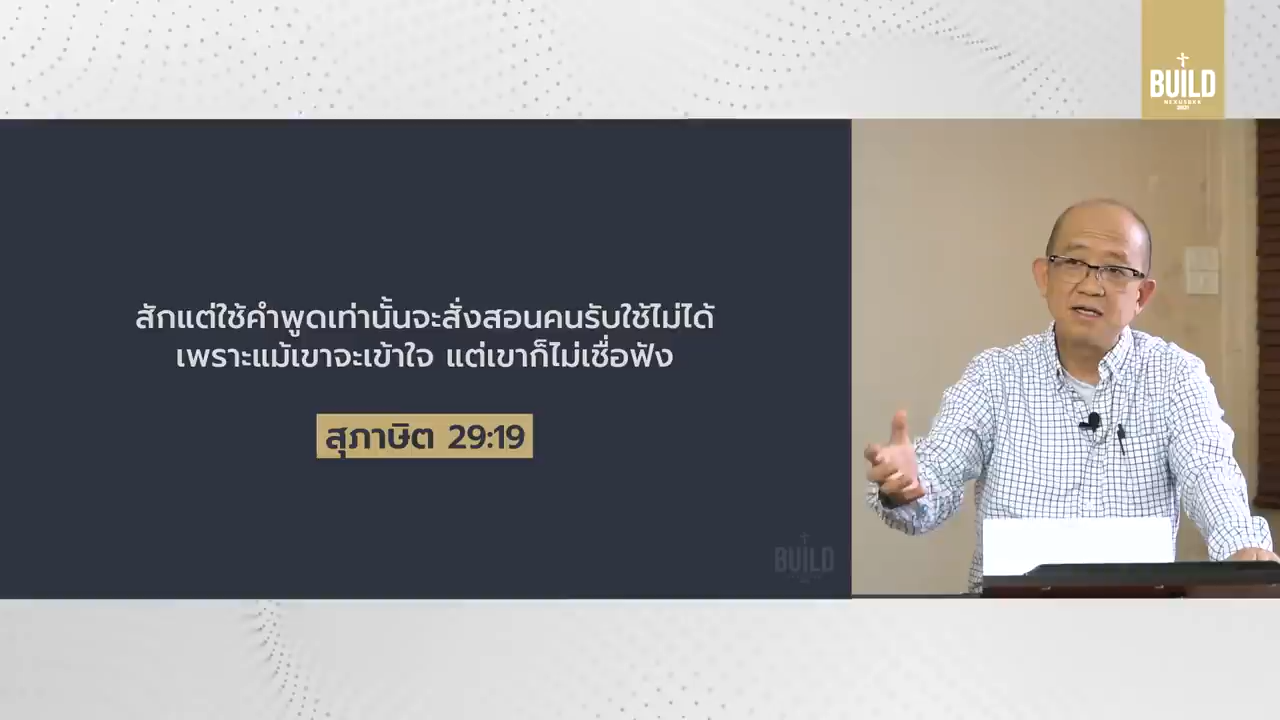 BUILD
NEXUSBKK
2021
สักแต่ใช้คำพูดเท่านั้นจะสั่งสอนคนรับใช้ไม่ได้
เพราะแม้เขาจะเข้าใจ แต่เขาก็ไม่เชื่อฟัง
สุภาษิต 29:19
BUILD